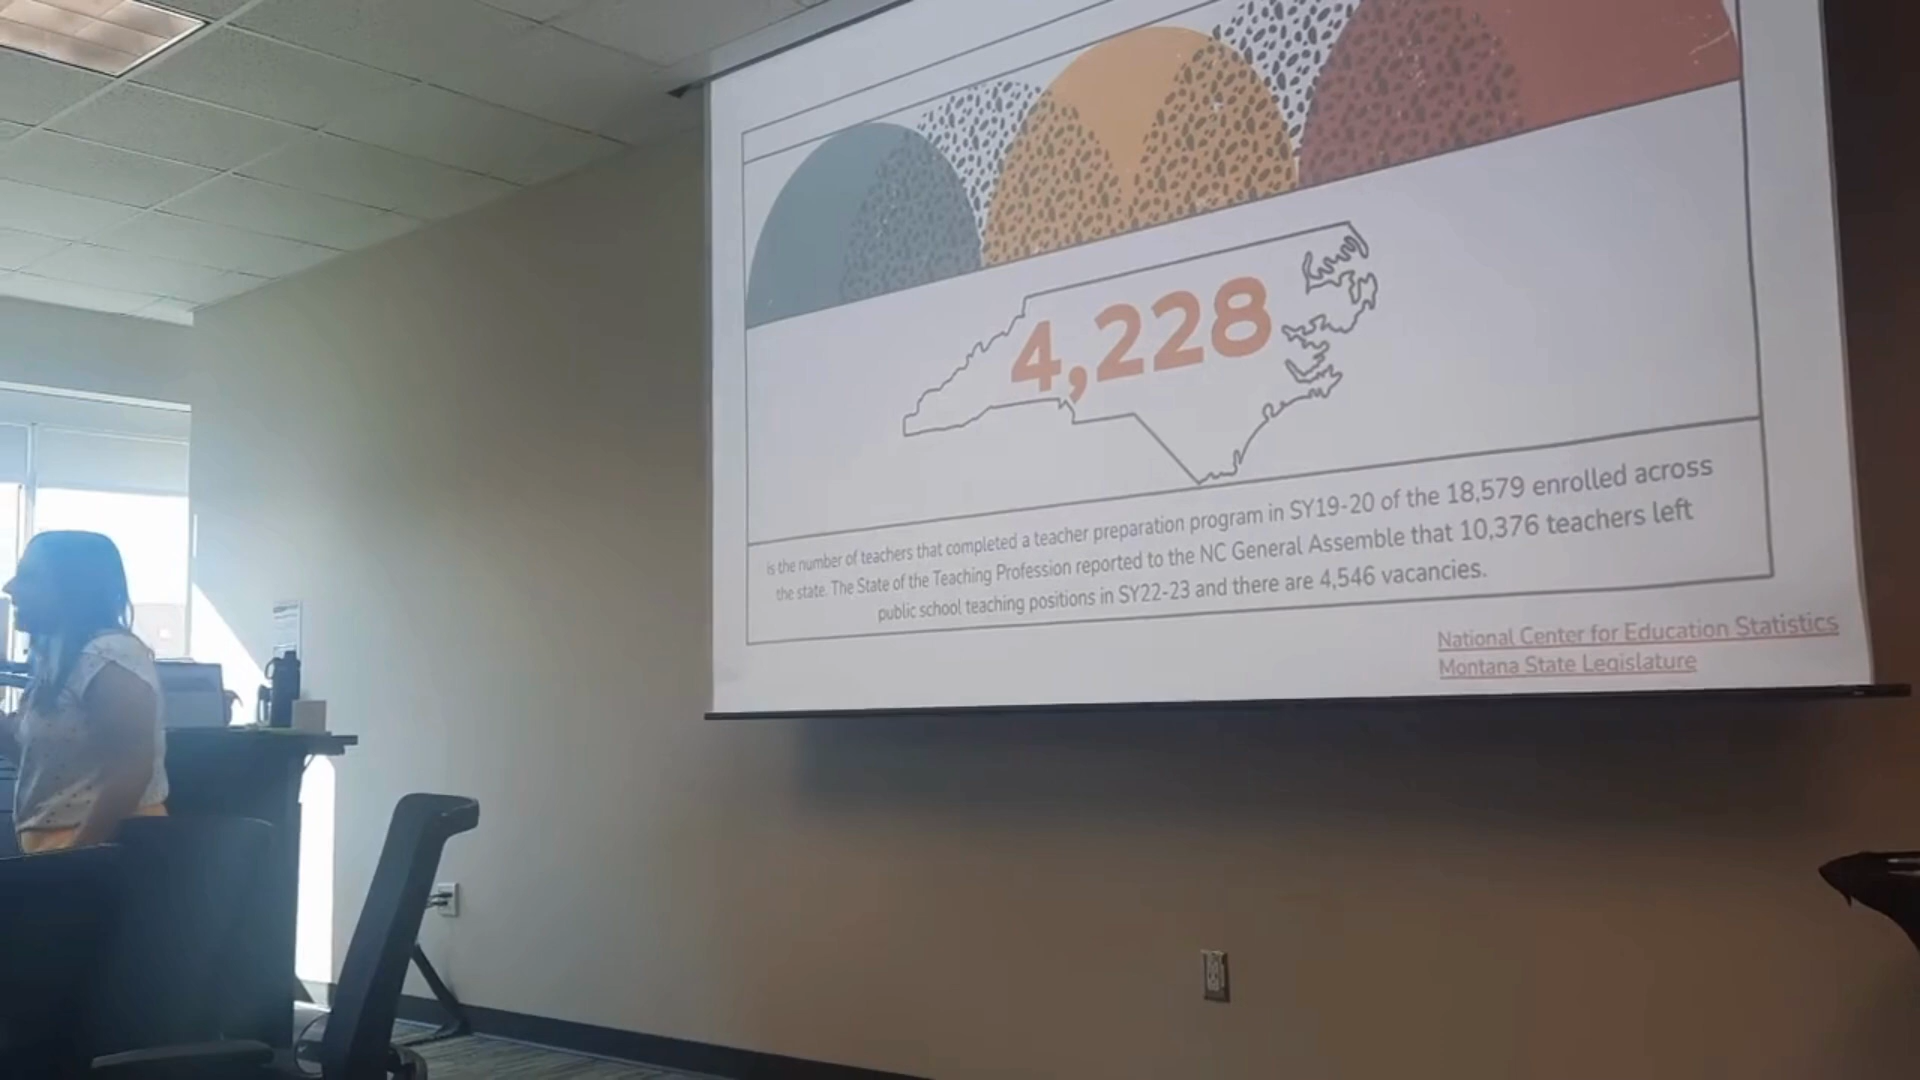 4,228
is the number of teachers that completed a teacher preparation program in SY19-20 of the 18,579 enrolled across
the state. The State of the Teaching Profession reported to the NC General Assemble that 10,376 teachers left
public school teaching positions in SY22-23 and there are 4,546 vacancies.
National Center for Education Statistics
Montana State Legislature